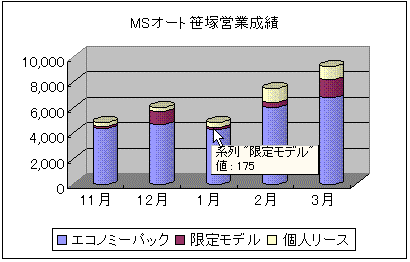 MSオート笹塚営業成績
10,000
8,000
6,000
4,000
2,000
0
11月 12月 1月 2月 3月
系列 "限定モデル"
値: 175
エコノミーパック 限定モデル 個人リース